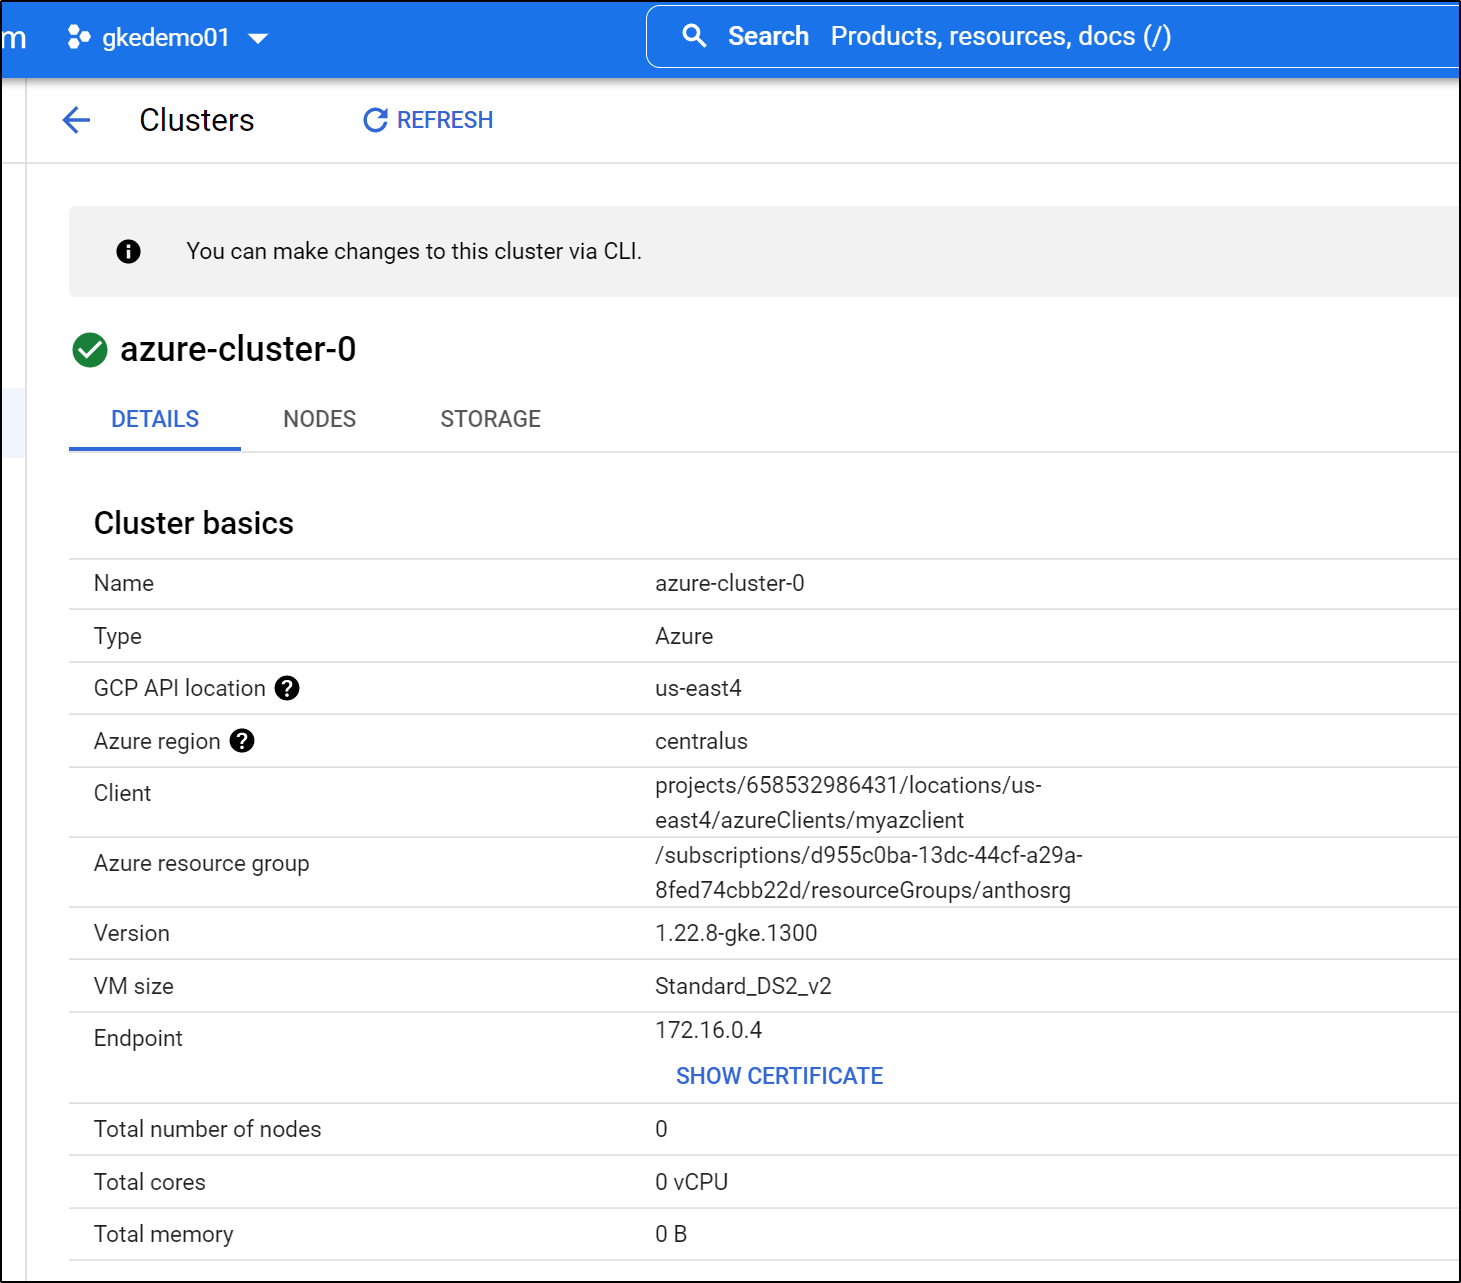 m gkedemo01 Search Products, resources, docs (/)
Clusters REFRESH
You can make changes to this cluster via CLI.
azure-cluster-0
DETAILS NODES STORAGE
Cluster basics
Name azure-cluster-0
Type Azure
GCP API location us-east4
Azure region centralus
Client projects/658532986431/locations/us-
east4/azureClients/myazclient
Azure resource group /subscriptions/d955c0ba-13dc-44cf-a29a-
8fed74cbb22d/resourceGroups/anthosrg
Version 1.22.8-gke.1300
VM size Standard_DS2_v2
Endpoint 172.16.0.4
SHOW CERTIFICATE
Total number of nodes 0
Total cores 0 vCPU
Total memory 0 B